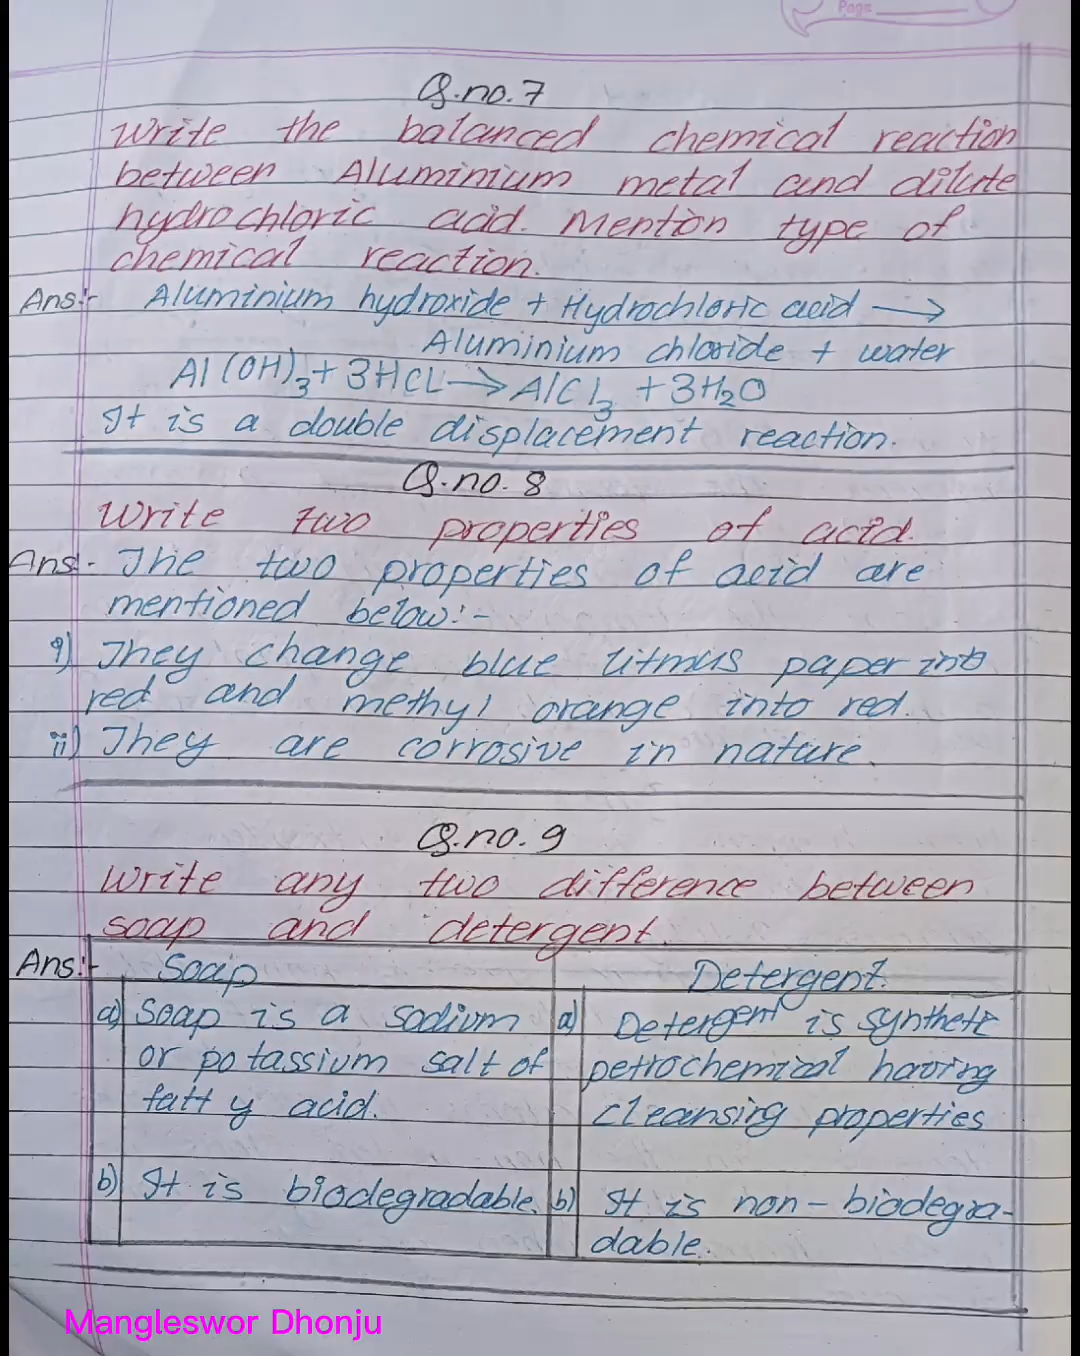 Page
Q.no.7
Write the balanced chemical reaction
between Aluminium metal and dilute
hydrochloric acid. Mention type of
chemical reaction.
Ans:- Aluminium hydroxide + Hydrochloric acid →
Aluminium chloride + water
Al(OH)₃ + 3HCL → AlCl₃ + 3H₂O
It is a double displacement reaction.
Q.no. 8
Write two properties of acid.
Ans:- The two properties of acid are
mentioned below:-
i) They change blue litmus paper into
red and methyl orange into red.
ii) They are corrosive in nature.
Q.no. 9
Write any two difference between
soap and detergent.
Ans:- Soap Detergent.
a) Soap is a sodium a) Detergent is synthetic
or potassium salt of petrochemical having
fatty acid. cleansing properties
b) It is biodegradable. b) It is non-biodegra-
dable.
Mangleswor Dhonju